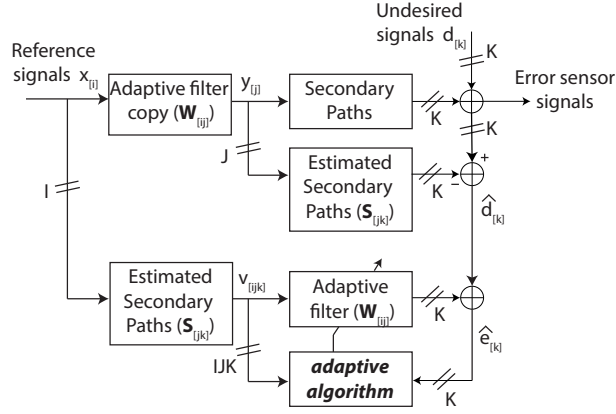 Undesired
signals d[k]
Reference
signals x[i]
K
Error sensor
signals
Adaptive filter
copy (W[ij])
y[j]
Secondary
Paths
K
K
J
+
Estimated
Secondary
Paths (S[jk])
K
−
I
d̂[k]
Estimated
Secondary
Paths (S[jk])
v[ijk]
Adaptive
filter (W[ij])
K
IJK
ê[k]
adaptive
algorithm
K